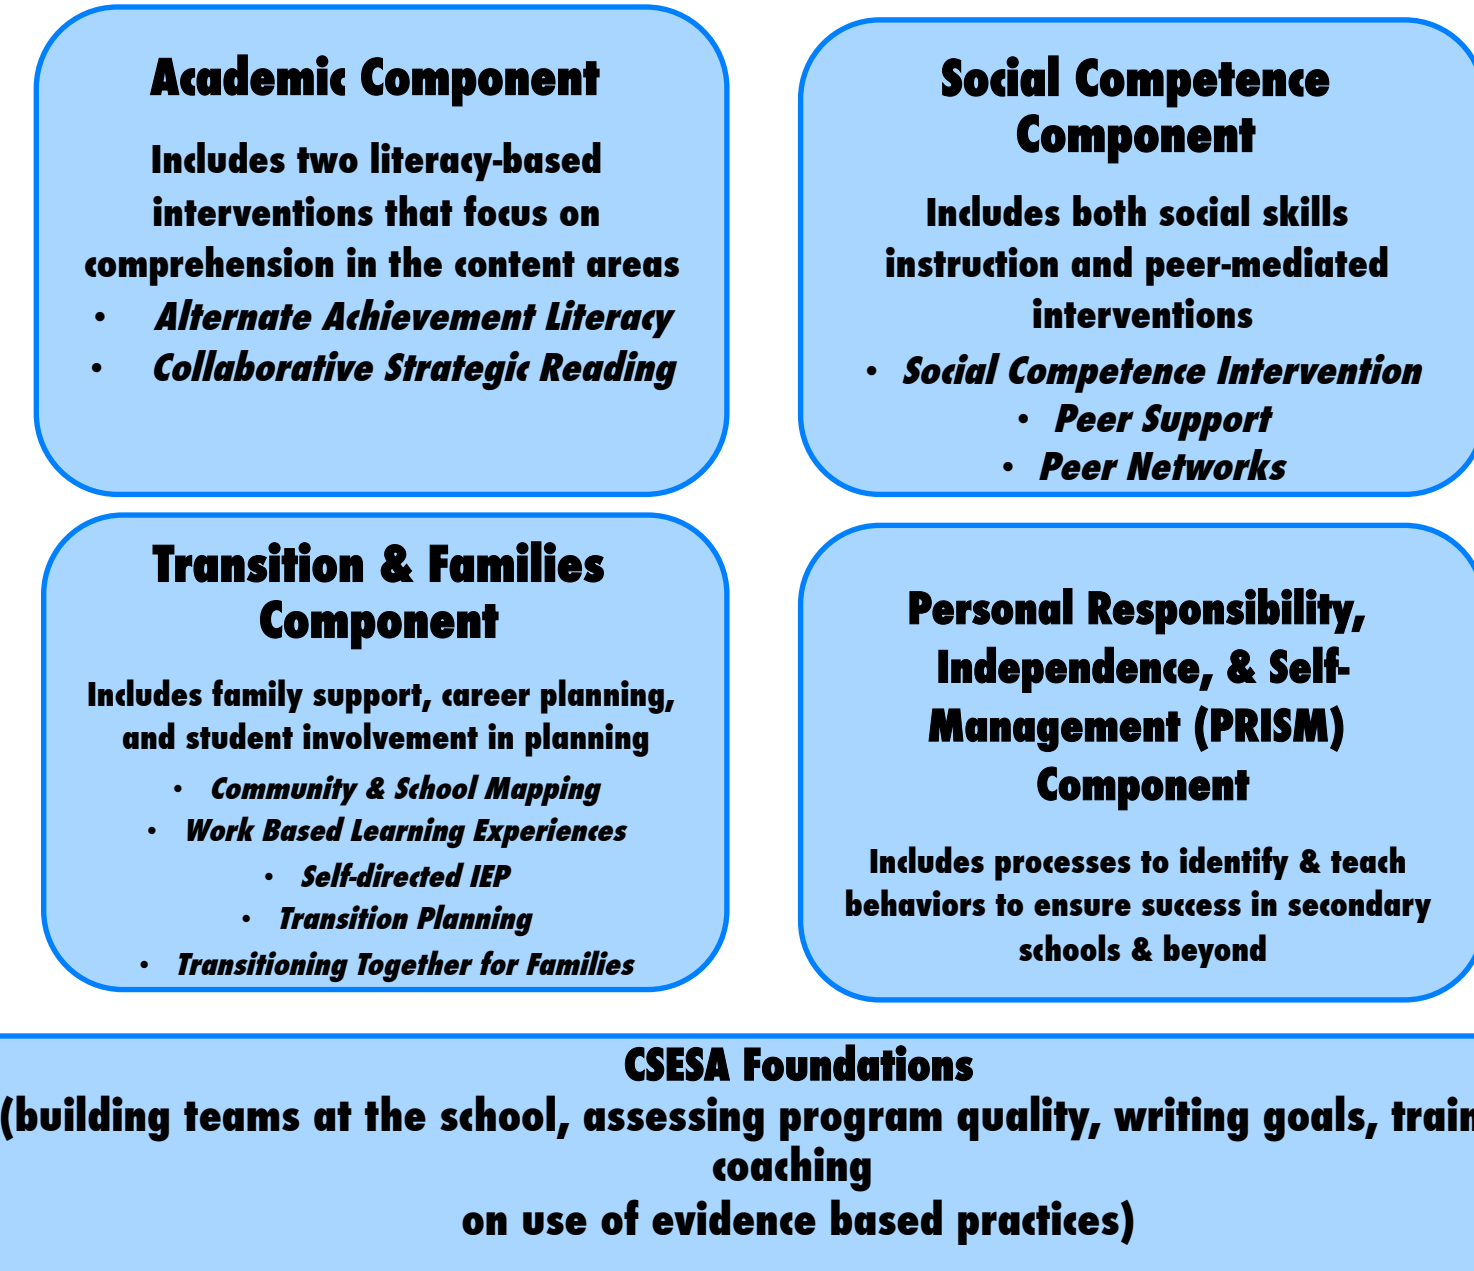 Academic Component
Includes two literacy-based
interventions that focus on
comprehension in the content areas
• Alternate Achievement Literacy
• Collaborative Strategic Reading
Social Competence
Component
Includes both social skills
instruction and peer-mediated
interventions
• Social Competence Intervention
• Peer Support
• Peer Networks
Transition & Families
Component
Includes family support, career planning,
and student involvement in planning
• Community & School Mapping
• Work Based Learning Experiences
• Self-directed IEP
• Transition Planning
• Transitioning Together for Families
Personal Responsibility,
Independence, & Self-
Management (PRISM)
Component
Includes processes to identify & teach
behaviors to ensure success in secondary
schools & beyond
CSESA Foundations
(building teams at the school, assessing program quality, writing goals,
coaching
on use of evidence based practices)